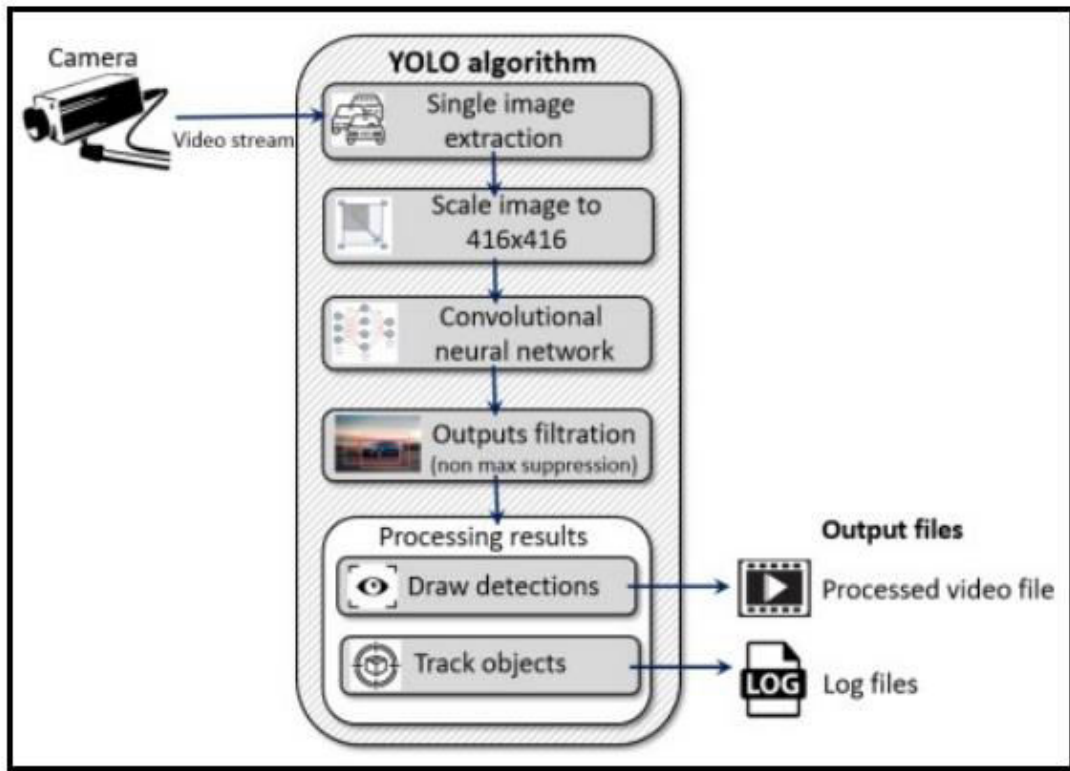 Camera
Video stream
YOLO algorithm
Single image
extraction
Scale image to
416x416
Convolutional
neural network
Outputs filtration
(non max suppression)
Processing results
Draw detections
Track objects
Output files
Processed video file
LOG
Log files